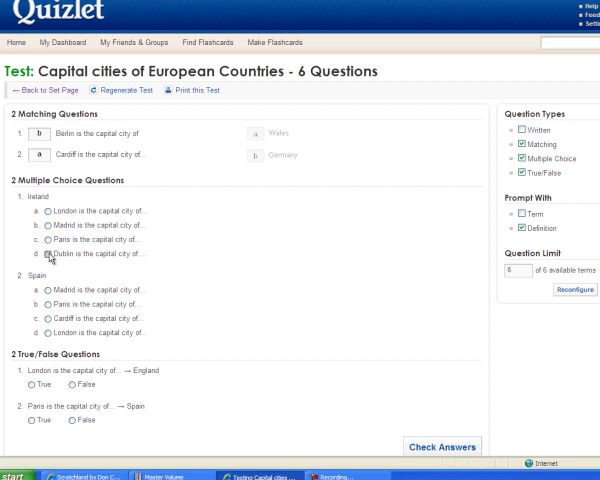 Quizlet
Help
Feed
Setti
Home My Dashboard My Friends & Groups Find Flashcards Make Flashcards
Test: Capital cities of European Countries - 6 Questions
← Back to Set Page Regenerate Test Print this Test
2 Matching Questions
1. b Berlin is the capital city of a Wales
2. a Cardiff is the capital city of... b Germany
2 Multiple Choice Questions
1. Ireland
a. London is the capital city of...
b. Madrid is the capital city of...
c. Paris is the capital city of...
d. Dublin is the capital city of...
2. Spain
a. Madrid is the capital city of...
b. Paris is the capital city of...
c. Cardiff is the capital city of...
d. London is the capital city of...
2 True/False Questions
1. London is the capital city of... → England
True False
2. Paris is the capital city of... → Spain
True False
Check Answers
Question Types
Written
Matching
Multiple Choice
True/False
Prompt With
Term
Definition
Question Limit
6 of 6 available terms
Reconfigure
Internet
start Scratchland by Don C... Master Volume Testing Capital cities ... Recording...